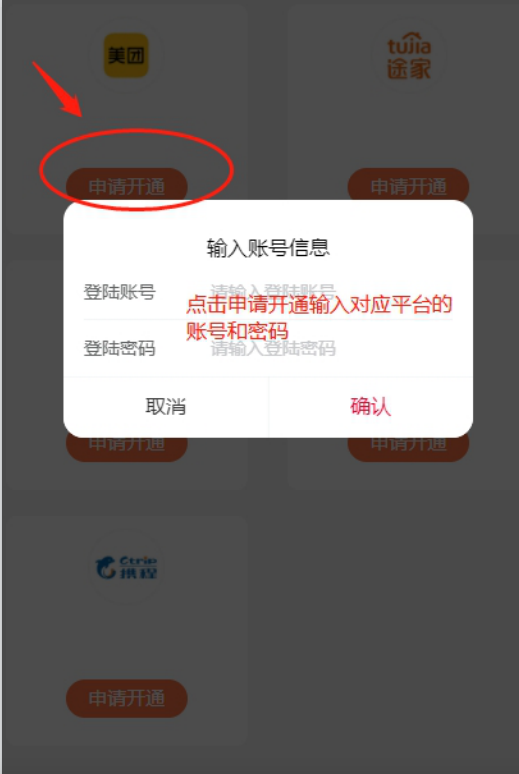 美团
tujia
途家
申请开通
申请开通
输入账号信息
登陆账号
请输入登陆账号
点击申请开通输入对应平台的
账号和密码
登陆密码
请输入登陆密码
取消
确认
申请开通
申请开通
Ctrip
携程
申请开通